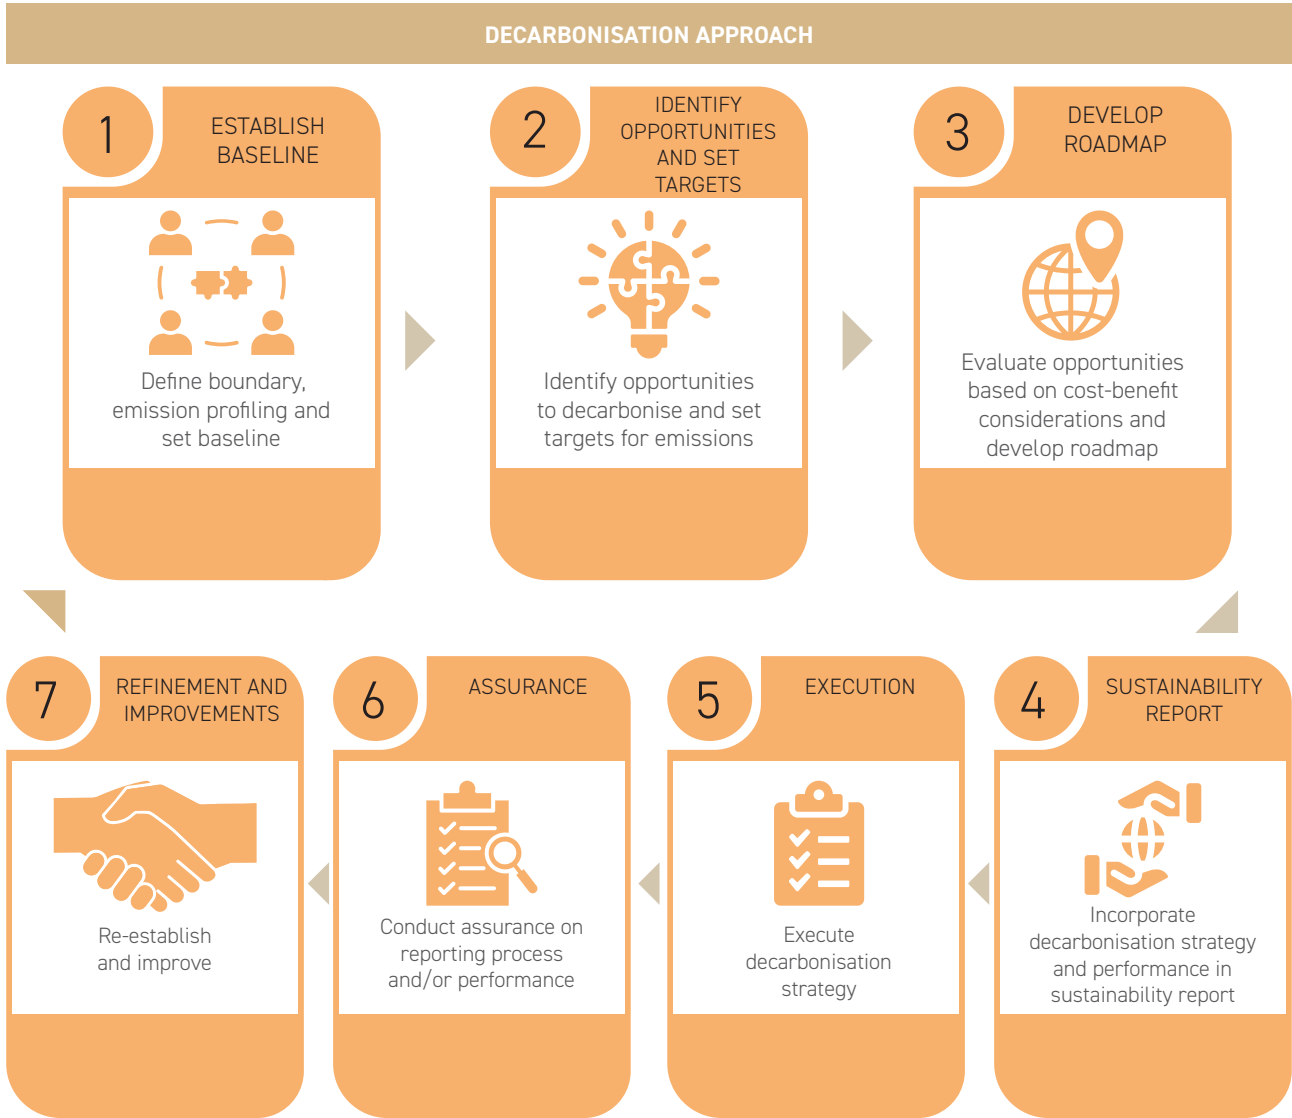 DECARBONISATION APPROACH
1
ESTABLISH
BASELINE
Define boundary,
emission profiling and
set baseline
2
IDENTIFY
OPPORTUNITIES
AND SET
TARGETS
Identify opportunities
to decarbonise and set
targets for emissions
3
DEVELOP
ROADMAP
Evaluate opportunities
based on cost-benefit
considerations and
develop roadmap
4
SUSTAINABILITY
REPORT
Incorporate
decarbonisation strategy
and performance in
sustainability report
5
EXECUTION
Execute
decarbonisation
strategy
6
ASSURANCE
Conduct assurance on
reporting process
and/or performance
7
REFINEMENT AND
IMPROVEMENTS
Re-establish
and improve